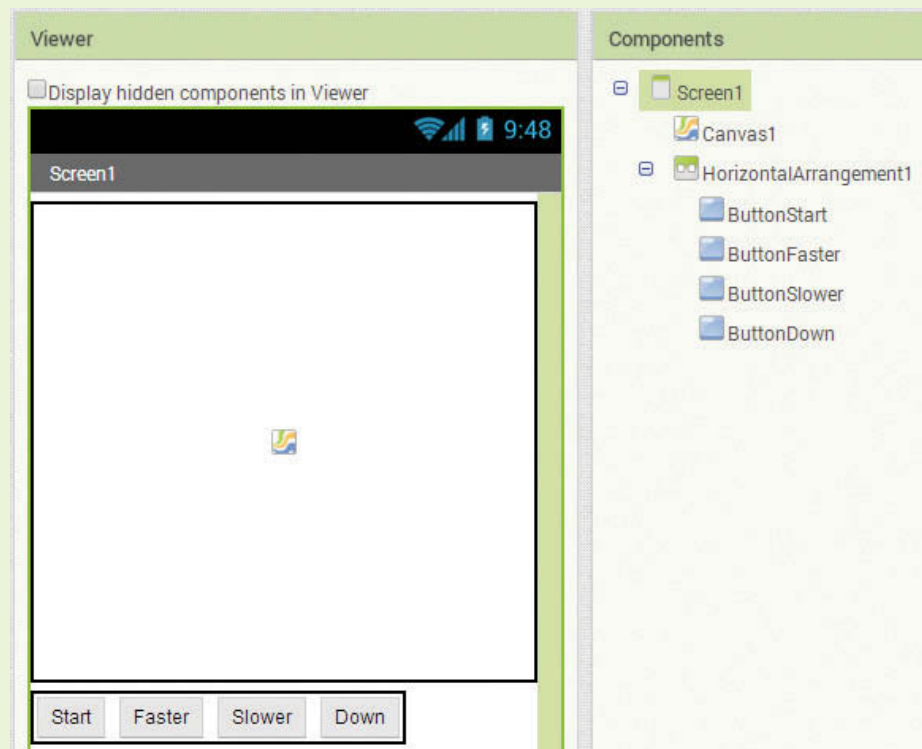 Viewer
Display hidden components in Viewer
9:48
Screen1
Start Faster Slower Down
Components
Screen1
Canvas1
HorizontalArrangement1
ButtonStart
ButtonFaster
ButtonSlower
ButtonDown